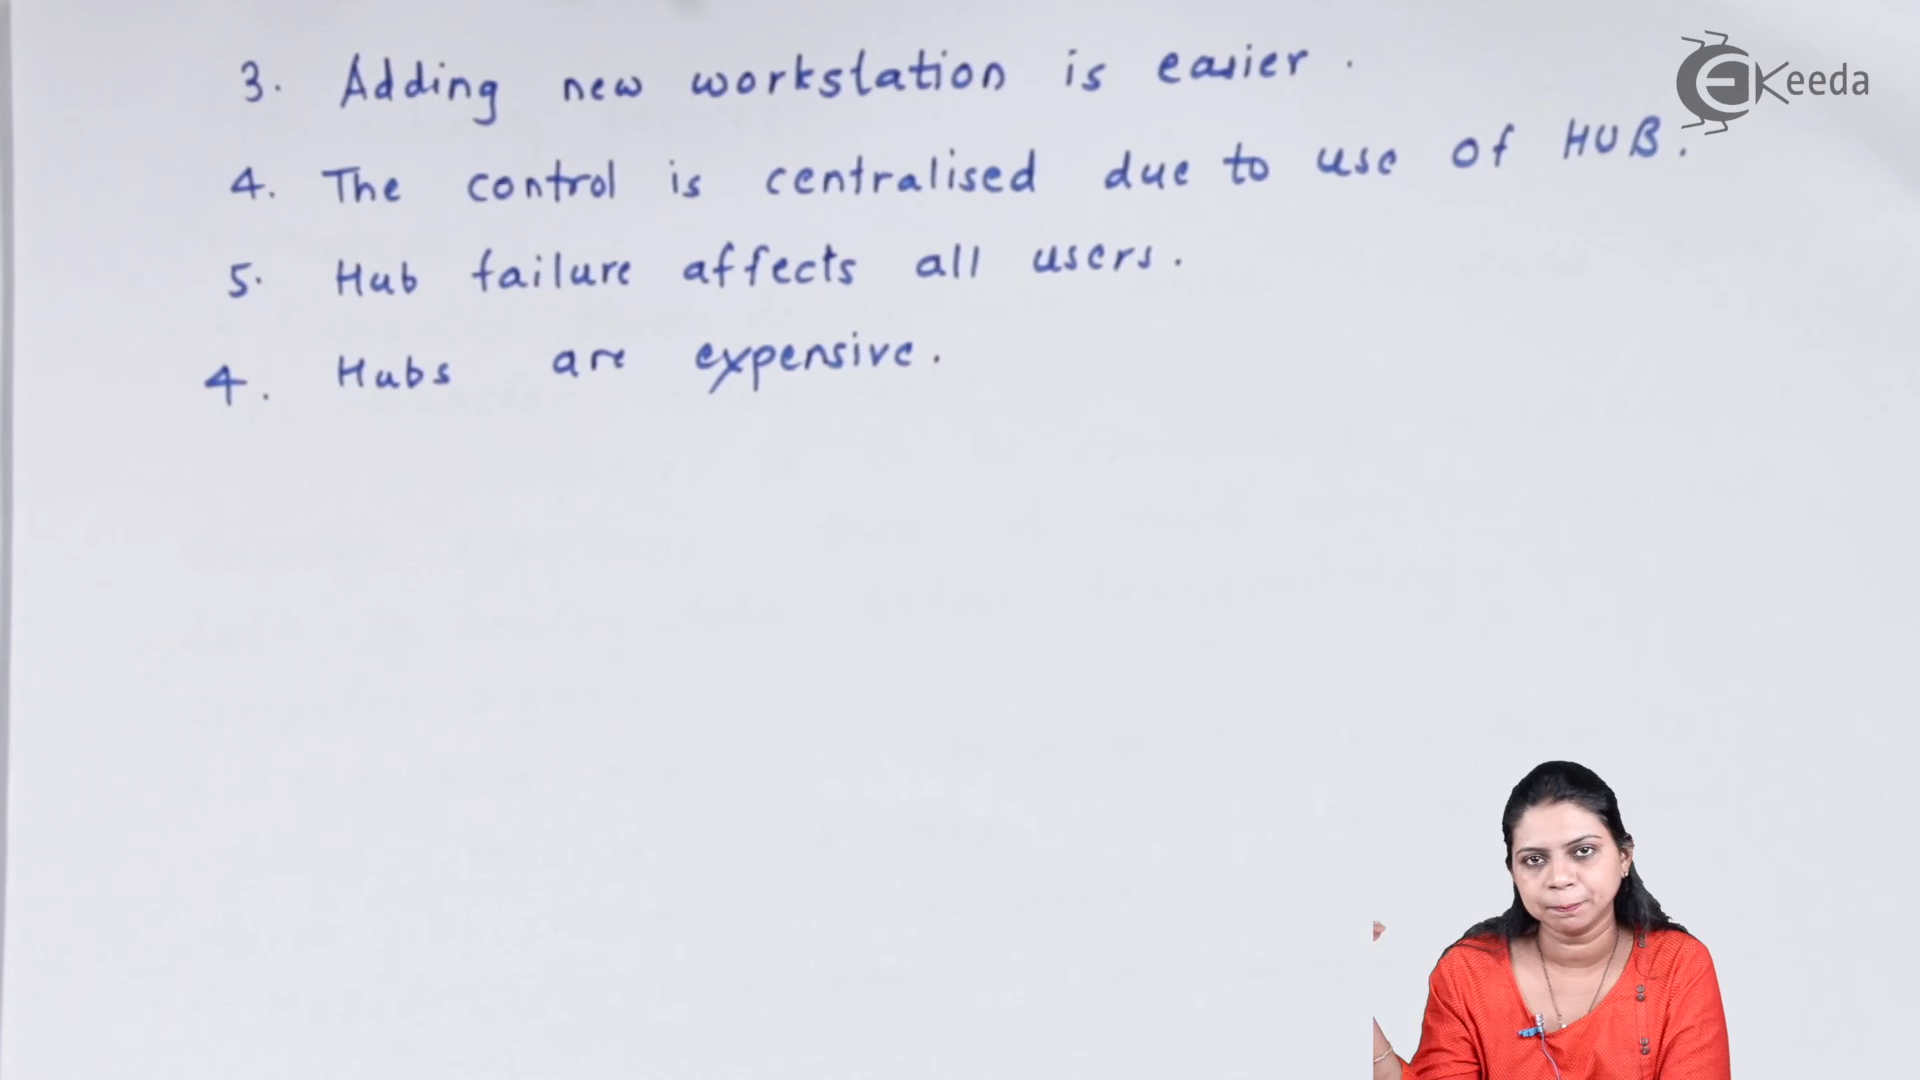 3. Adding new workstation is easier.
4. The control is centralised due to use of HUB.
5. Hub failure affects all users.
4. Hubs are expensive.
EKeeda